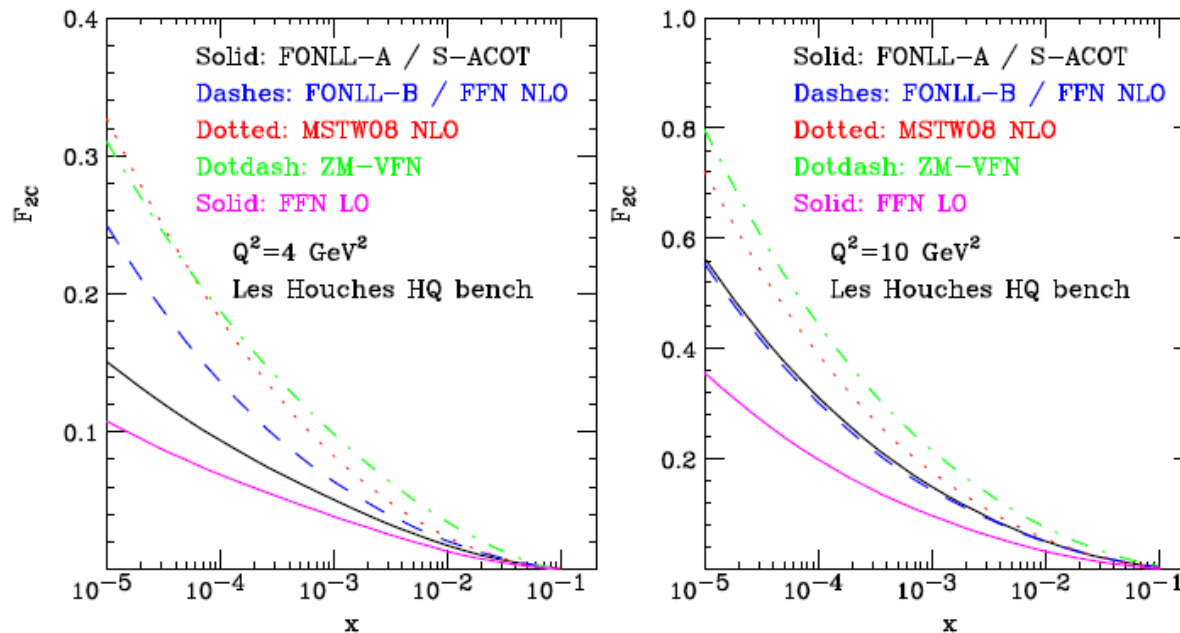 0.4
0.3
0.2
0.1
F2C
Solid: FONLL-A / S-ACOT
Dashes: FONLL-B / FFN NLO
Dotted: MSTW08 NLO
Dotdash: ZM-VFN
Solid: FFN LO
Q²=4 GeV²
Les Houches HQ bench
10⁻⁵ 10⁻⁴ 10⁻³ 10⁻² 10⁻¹
x
1.0
0.8
0.6
0.4
0.2
F2C
Solid: FONLL-A / S-ACOT
Dashes: FONLL-B / FFN NLO
Dotted: MSTW08 NLO
Dotdash: ZM-VFN
Solid: FFN LO
Q²=10 GeV²
Les Houches HQ bench
10⁻⁵ 10⁻⁴ 10⁻³ 10⁻² 10⁻¹
x